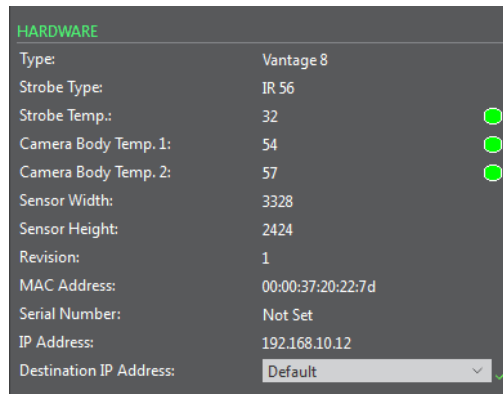 HARDWARE
Type: Vantage 8
Strobe Type: IR 56
Strobe Temp.: 32
Camera Body Temp. 1: 54
Camera Body Temp. 2: 57
Sensor Width: 3328
Sensor Height: 2424
Revision: 1
MAC Address: 00:00:37:20:22:7d
Serial Number: Not Set
IP Address: 192.168.10.12
Destination IP Address: Default